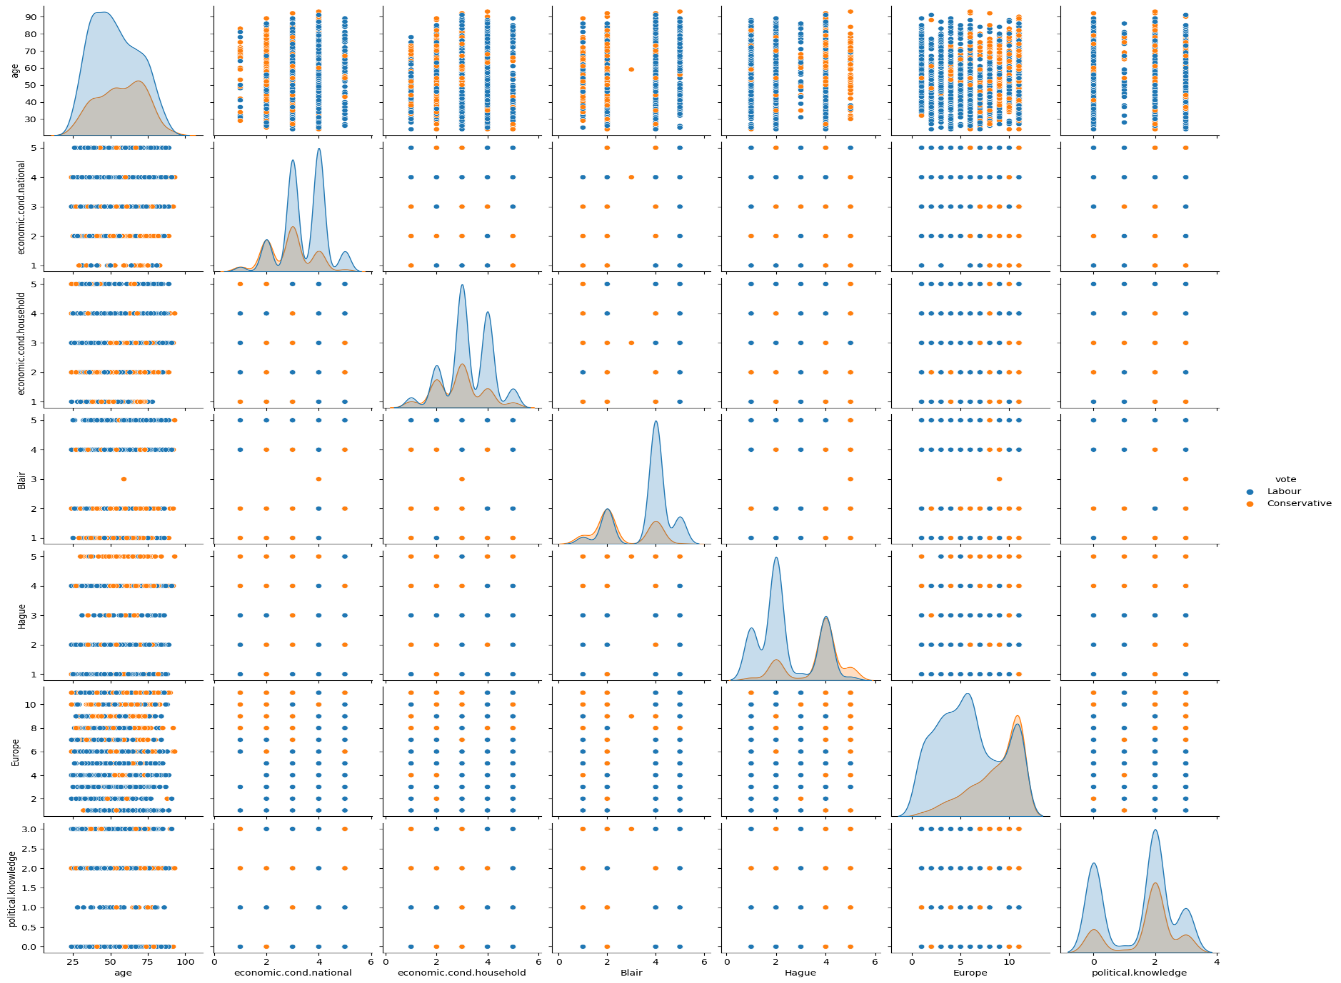 90
80
70
60
50
40
30
age
5
4
3
2
1
economic.cond.national
5
4
3
2
1
economic.cond.household
5
4
3
2
1
Blair
5
4
3
2
1
Hague
10
8
6
4
2
Europe
3.0
2.5
2.0
1.5
1.0
0.5
0.0
political.knowledge
25 50 75 100
age
0 2 4 6
economic.cond.national
0 2 4 6
economic.cond.household
0 2 4 6
Blair
0 2 4 6
Hague
0 5 10
Europe
0 2 4
political.knowledge
vote
Labour
Conservative